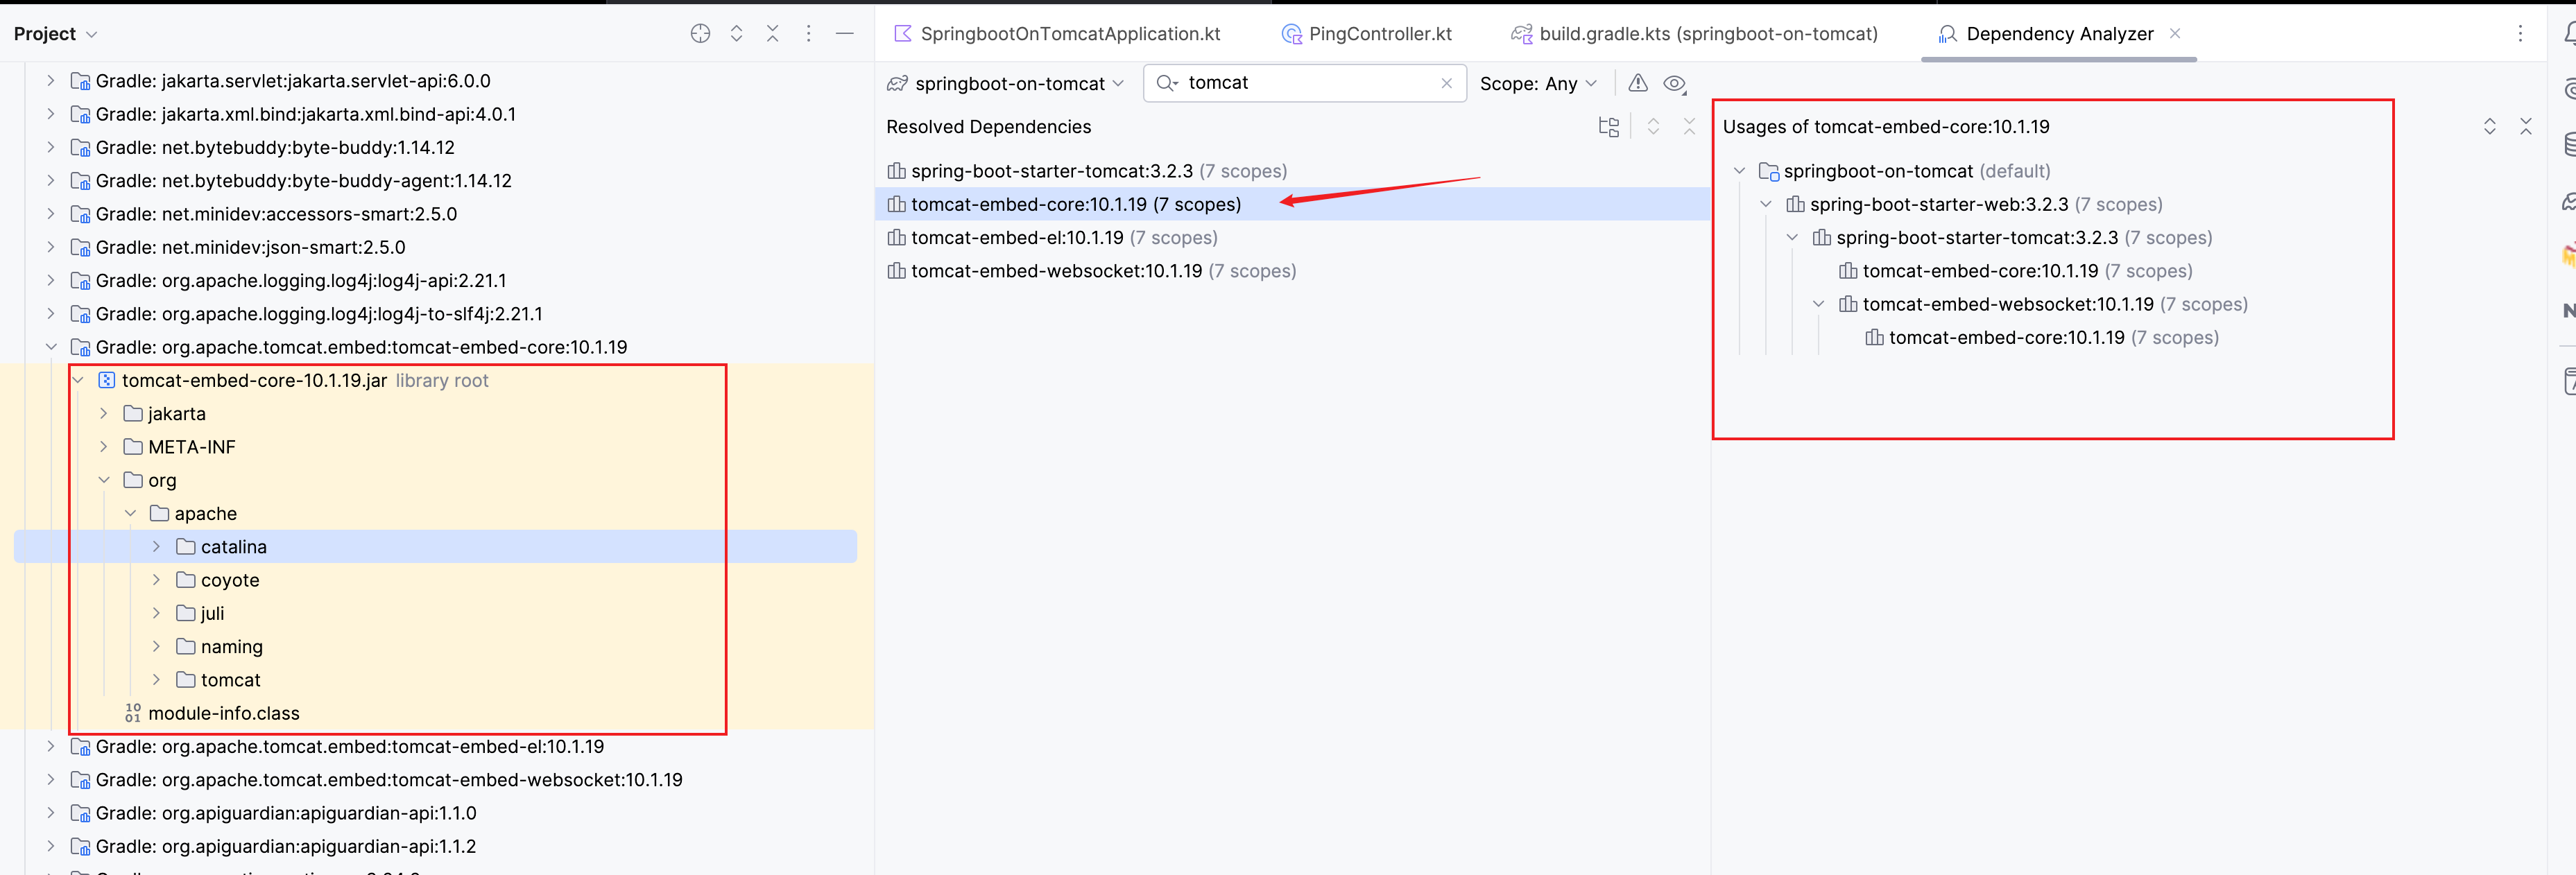 Project
Gradle: jakarta.servlet:jakarta.servlet-api:6.0.0
Gradle: jakarta.xml.bind:jakarta.xml.bind-api:4.0.1
Gradle: net.bytebuddy:byte-buddy:1.14.12
Gradle: net.bytebuddy:byte-buddy-agent:1.14.12
Gradle: net.minidev:accessors-smart:2.5.0
Gradle: net.minidev:json-smart:2.5.0
Gradle: org.apache.logging.log4j:log4j-api:2.21.1
Gradle: org.apache.logging.log4j:log4j-to-slf4j:2.21.1
Gradle: org.apache.tomcat.embed:tomcat-embed-core:10.1.19
tomcat-embed-core-10.1.19.jar library root
jakarta
META-INF
org
apache
catalina
coyote
juli
naming
tomcat
module-info.class
Gradle: org.apache.tomcat.embed:tomcat-embed-el:10.1.19
Gradle: org.apache.tomcat.embed:tomcat-embed-websocket:10.1.19
Gradle: org.apiguardian:apiguardian-api:1.1.0
Gradle: org.apiguardian:apiguardian-api:1.1.2
SpringbootOnTomcatApplication.kt
PingController.kt
build.gradle.kts (springboot-on-tomcat)
Dependency Analyzer
springboot-on-tomcat
tomcat
Scope: Any
Resolved Dependencies
spring-boot-starter-tomcat:3.2.3 (7 scopes)
tomcat-embed-core:10.1.19 (7 scopes)
tomcat-embed-el:10.1.19 (7 scopes)
tomcat-embed-websocket:10.1.19 (7 scopes)
Usages of tomcat-embed-core:10.1.19
springboot-on-tomcat (default)
spring-boot-starter-web:3.2.3 (7 scopes)
spring-boot-starter-tomcat:3.2.3 (7 scopes)
tomcat-embed-core:10.1.19 (7 scopes)
tomcat-embed-websocket:10.1.19 (7 scopes)
tomcat-embed-core:10.1.19 (7 scopes)